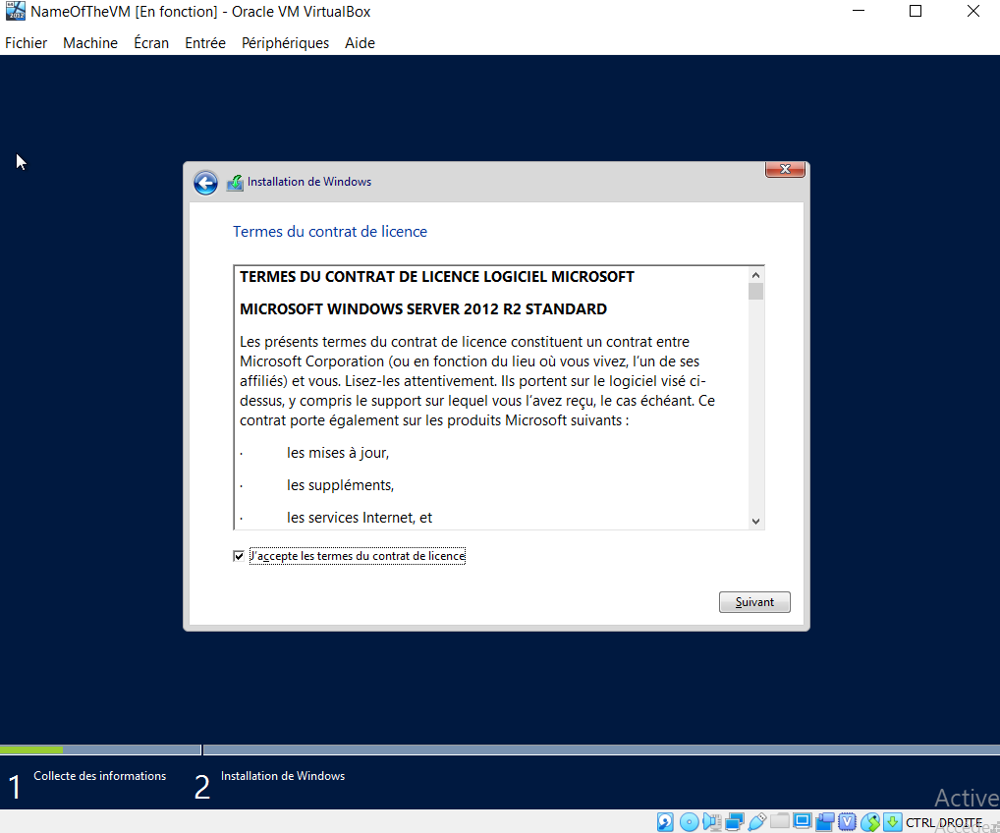 NameOfTheVM [En fonction] - Oracle VM VirtualBox
Fichier Machine Écran Entrée Périphériques Aide
Installation de Windows
Termes du contrat de licence
TERMES DU CONTRAT DE LICENCE LOGICIEL MICROSOFT
MICROSOFT WINDOWS SERVER 2012 R2 STANDARD
Les présents termes du contrat de licence constituent un contrat entre
Microsoft Corporation (ou en fonction du lieu où vous vivez, l’un de ses
affiliés) et vous. Lisez-les attentivement. Ils portent sur le logiciel visé ci-
dessus, y compris le support sur lequel vous l’avez reçu, le cas échéant. Ce
contrat porte également sur les produits Microsoft suivants :
· les mises à jour,
· les suppléments,
· les services Internet, et
J'accepte les termes du contrat de licence
Suivant
1 Collecte des informations 2 Installation de Windows
Active
CTRL DROITE
Accédez